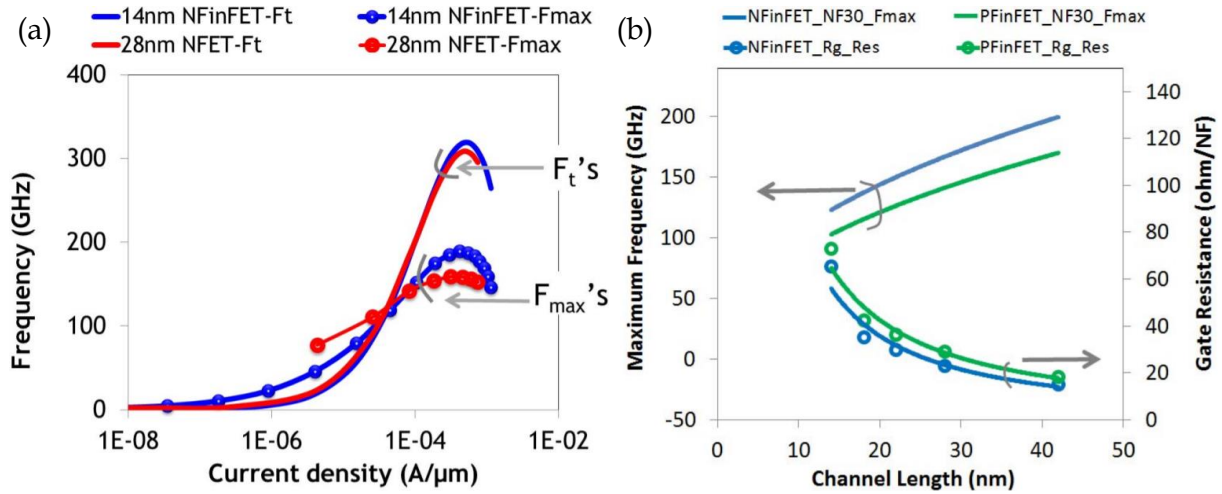 (a)
14nm NFinFET-Ft
14nm NFinFET-Fmax
28nm NFET-Ft
28nm NFET-Fmax
Frequency (GHz)
400
300
200
100
0
Ft's
Fmax's
1E-08
1E-06
1E-04
1E-02
Current density (A/μm)
(b)
NFinFET_NF30_Fmax
PFinFET_NF30_Fmax
NFinFET_Rg_Res
PFinFET_Rg_Res
Maximum Frequency (GHz)
200
150
100
50
0
-50
140
120
100
80
60
40
20
0
Gate Resistance (ohm/NF)
0
10
20
30
40
50
Channel Length (nm)